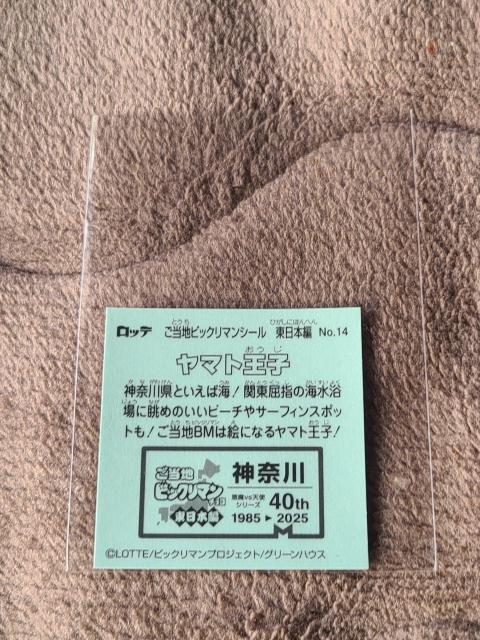 ロッテ ご当地ビックリマンシール 東日本編 No.14
ヤマト王子
神奈川県といえば海！関東屈指の海水浴
場に眺めのいいビーチやサーフィンスポッ
トも！ご当地BMは絵になるヤマト王子！
ご当地
ビックリマン
チョコ
東日本編
神奈川
悪魔vs天使
シリーズ
40th
1985▶2025
©LOTTE/ビックリマンプロジェクト/グリーンハウス